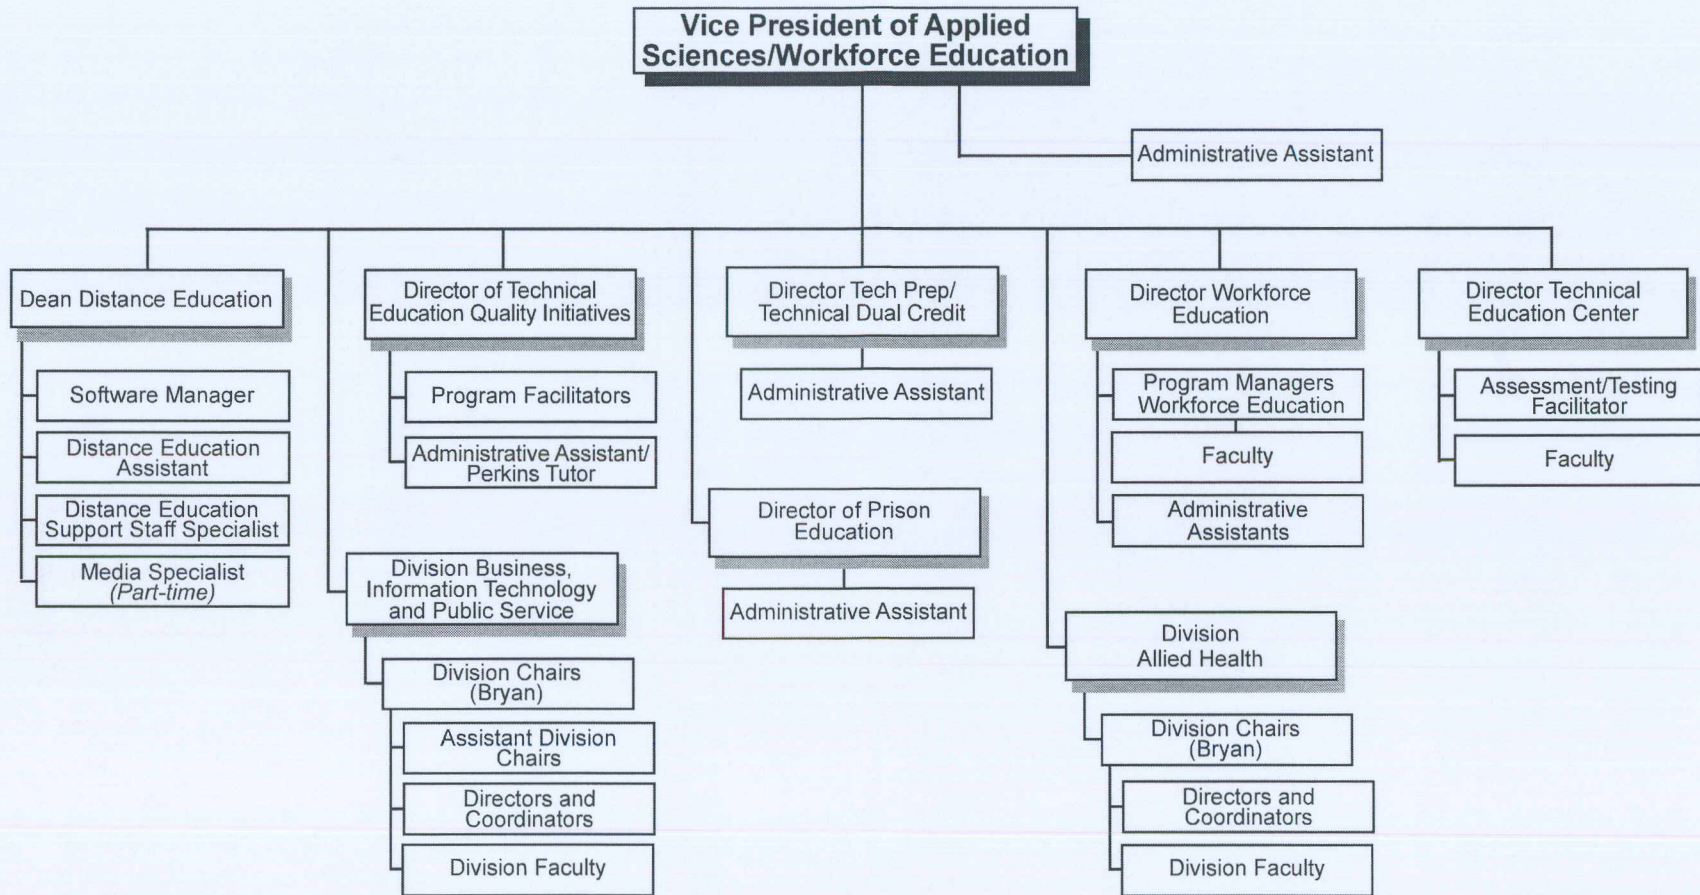 Vice President of Applied
Sciences/Workforce Education
Administrative Assistant
Dean Distance Education
Software Manager
Distance Education
Assistant
Distance Education
Support Staff Specialist
Media Specialist
(Part-time)
Director of Technical
Education Quality Initiatives
Program Facilitators
Administrative Assistant/
Perkins Tutor
Division Business,
Information Technology
and Public Service
Division Chairs
(Bryan)
Assistant Division
Chairs
Directors and
Coordinators
Division Faculty
Director Tech Prep/
Technical Dual Credit
Administrative Assistant
Director of Prison
Education
Administrative Assistant
Director Workforce
Education
Program Managers
Workforce Education
Faculty
Administrative
Assistants
Division
Allied Health
Division Chairs
(Bryan)
Directors and
Coordinators
Division Faculty
Director Technical
Education Center
Assessment/Testing
Facilitator
Faculty